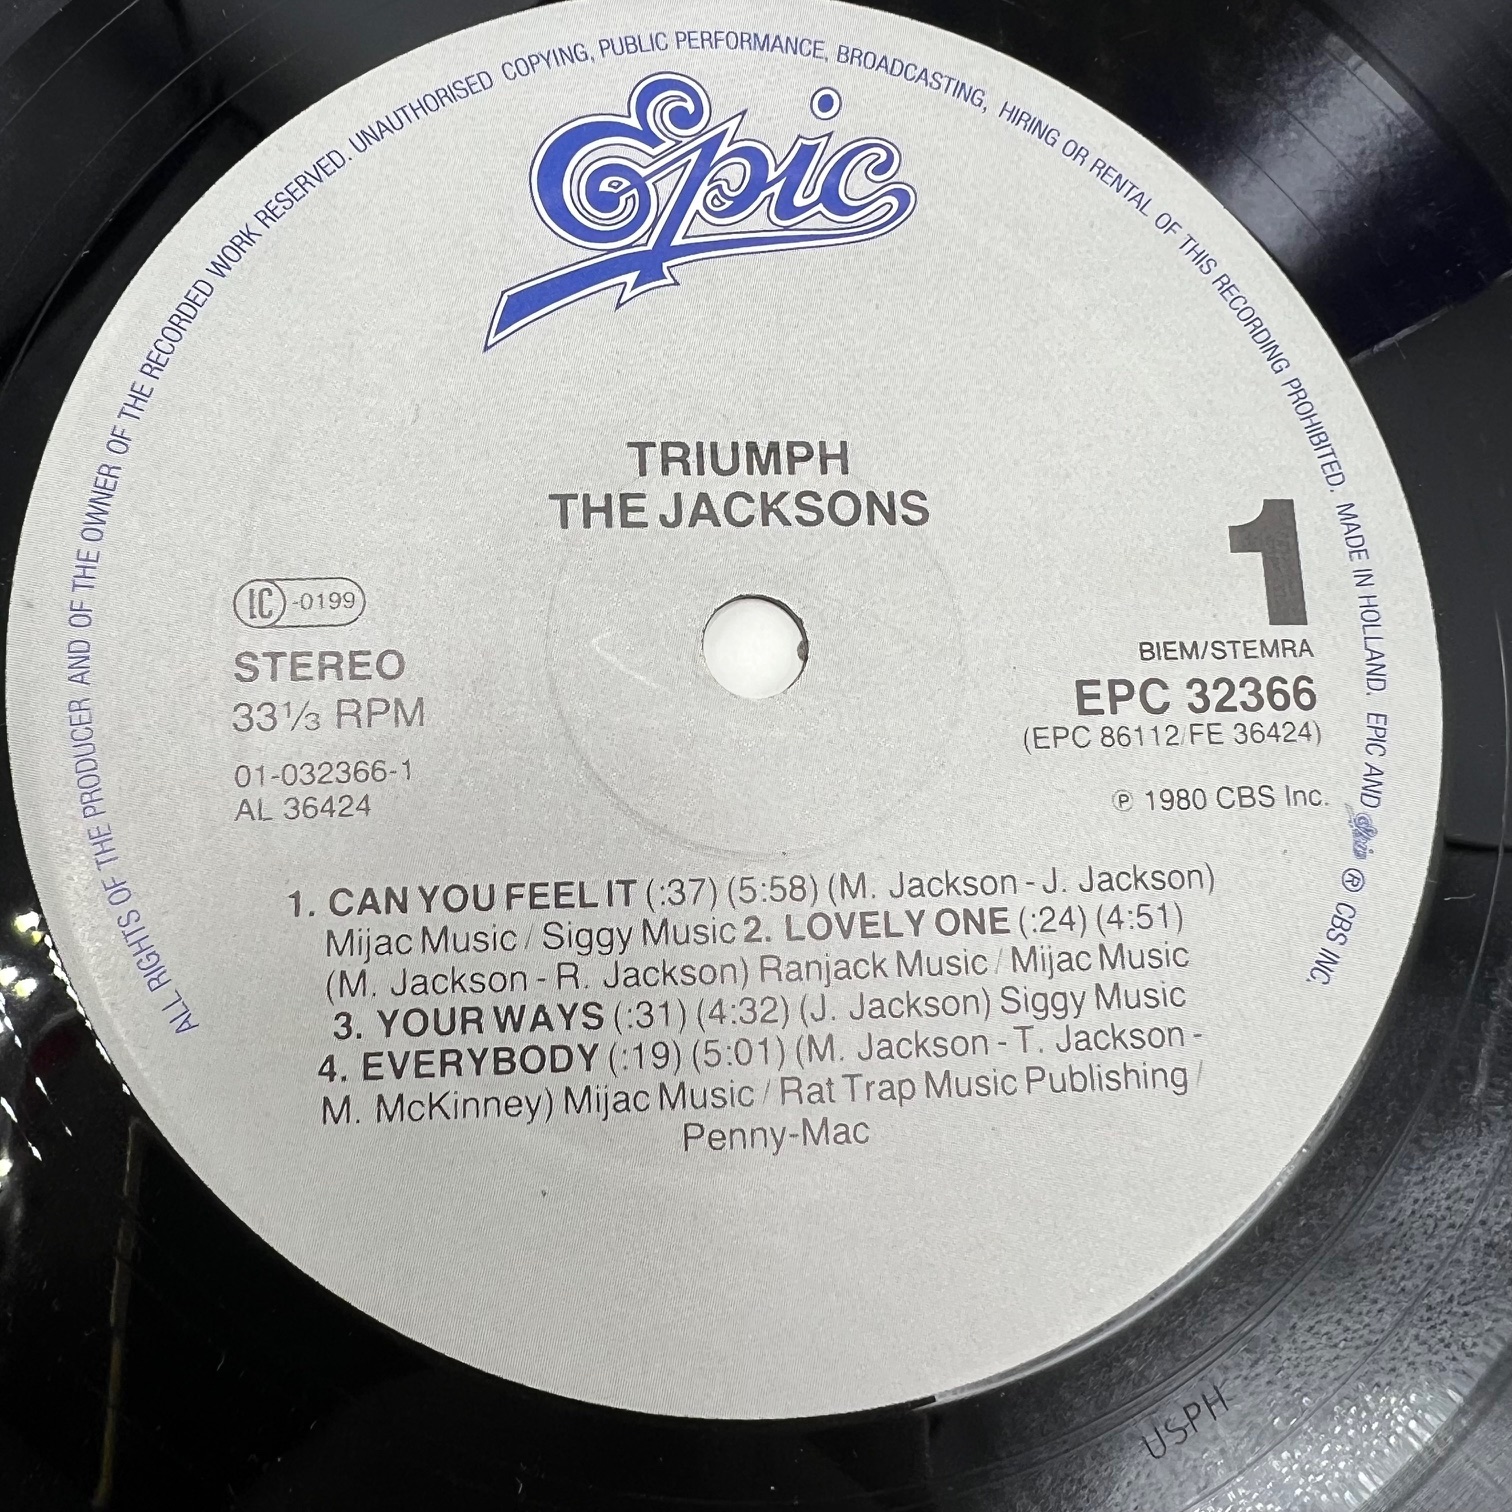 ALL RIGHTS OF THE PRODUCER AND OF THE OWNER OF THE RECORDED WORK RESERVED. UNAUTHORISED COPYING, PUBLIC PERFORMANCE, BROADCASTING, HIRING OR RENTAL OF THIS RECORDING PROHIBITED. MADE IN HOLLAND. EPIC AND Epic ® CBS INC.
Epic
TRIUMPH
THE JACKSONS
1
LC -0199
STEREO
33⅓ RPM
01-032366-1
AL 36424
BIEM/STEMRA
EPC 32366
(EPC 86112/FE 36424)
℗ 1980 CBS Inc.
1. CAN YOU FEEL IT (:37) (5:58) (M. Jackson - J. Jackson)
Mijac Music / Siggy Music 2. LOVELY ONE (:24) (4:51)
(M. Jackson - R. Jackson) Ranjack Music / Mijac Music
3. YOUR WAYS (:31) (4:32) (J. Jackson) Siggy Music
4. EVERYBODY (:19) (5:01) (M. Jackson - T. Jackson -
M. McKinney) Mijac Music / Rat Trap Music Publishing /
Penny-Mac
US-PH